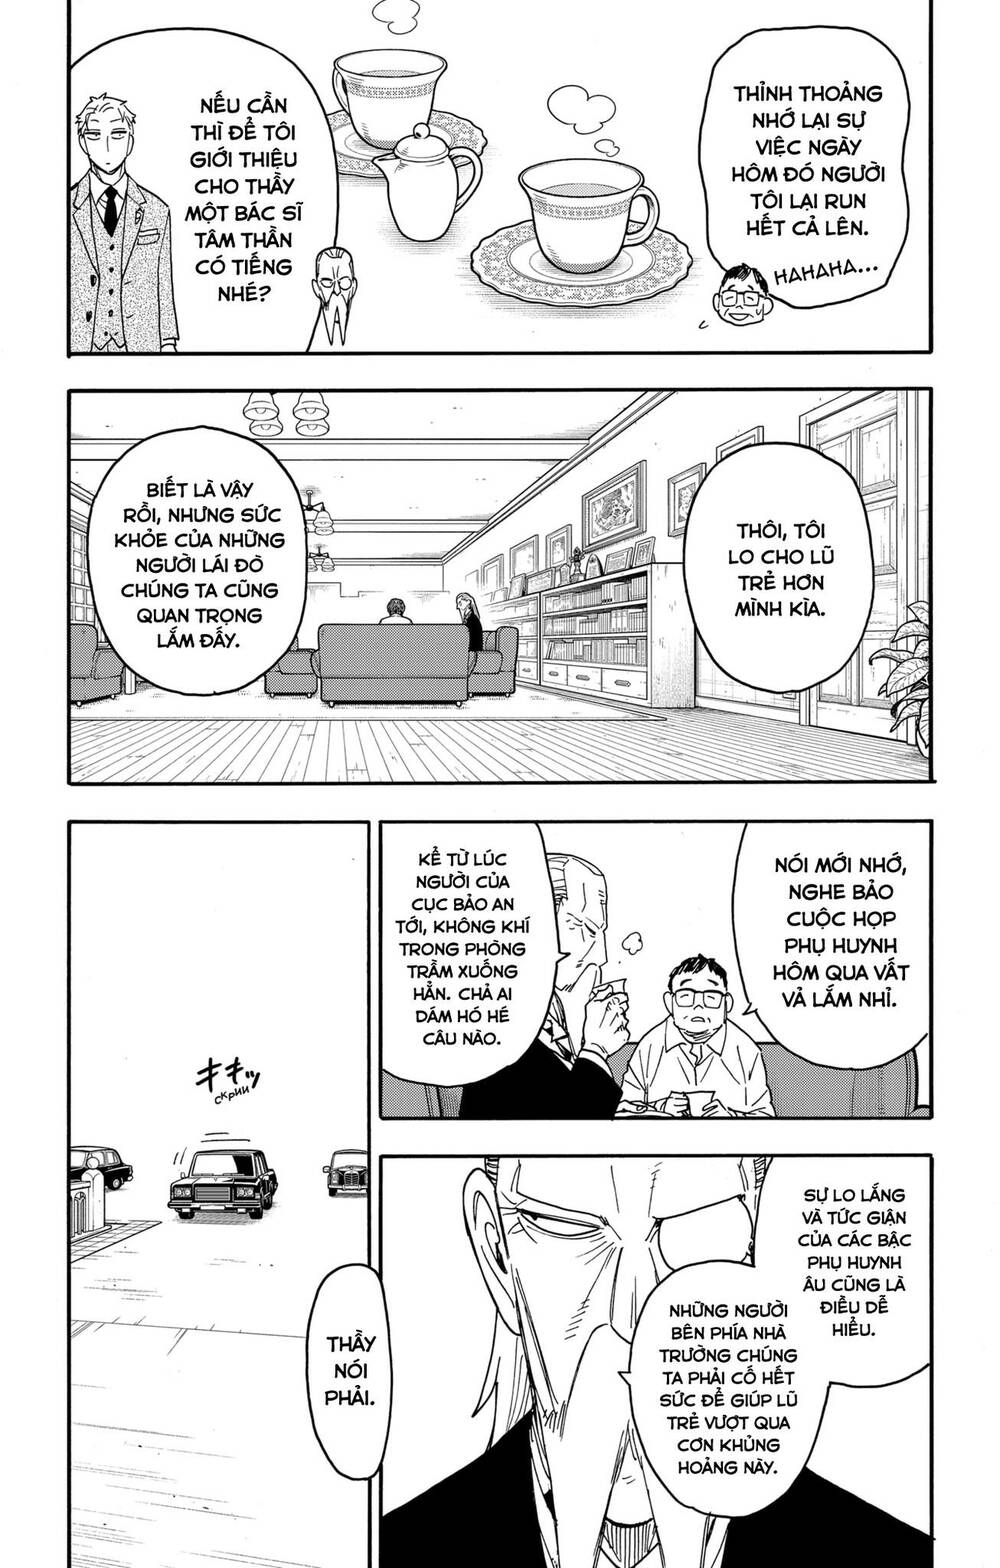 THỈNH THOẢNG
NHỚ LẠI SỰ
VIỆC NGÀY
HÔM ĐÓ NGƯỜI
TÔI LẠI RUN
HẾT CẢ LÊN.
HAHAHA...
NẾU CẦN
THÌ ĐỂ TÔI
GIỚI THIỆU
CHO THẦY
MỘT BÁC SĨ
TÂM THẦN
CÓ TIẾNG
NHÉ?
THÔI, TÔI
LO CHO LŨ
TRẺ HƠN
MÌNH KÌA.
BIẾT LÀ VẬY
RỒI, NHƯNG SỨC
KHỎE CỦA NHỮNG
NGƯỜI LÁI ĐÒ
CHÚNG TA CŨNG
QUAN TRỌNG
LẮM ĐẤY.
NÓI MỚI NHỚ,
NGHE BẢO
CUỘC HỌP
PHỤ HUYNH
HÔM QUA VẤT
VẢ LẮM NHỈ.
KỂ TỪ LÚC
NGƯỜI CỦA
CỤC BẢO AN
TỚI, KHÔNG KHÍ
TRONG PHÒNG
TRẦM XUỐNG
HẲN. CHẢ AI
DÁM HÓ HÉ
CÂU NÀO.
SỰ LO LẮNG
VÀ TỨC GIẬN
CỦA CÁC BẬC
PHỤ HUYNH
ÂU CŨNG LÀ
ĐIỀU DỄ
HIỂU.
NHỮNG NGƯỜI
BÊN PHÍA NHÀ
TRƯỜNG CHÚNG
TA PHẢI CỐ HẾT
SỨC ĐỂ GIÚP LŨ
TRẺ VƯỢT QUA
CƠN KHỦNG
HOẢNG NÀY.
THẦY
NÓI
PHẢI.
キキッ
СКРИИ